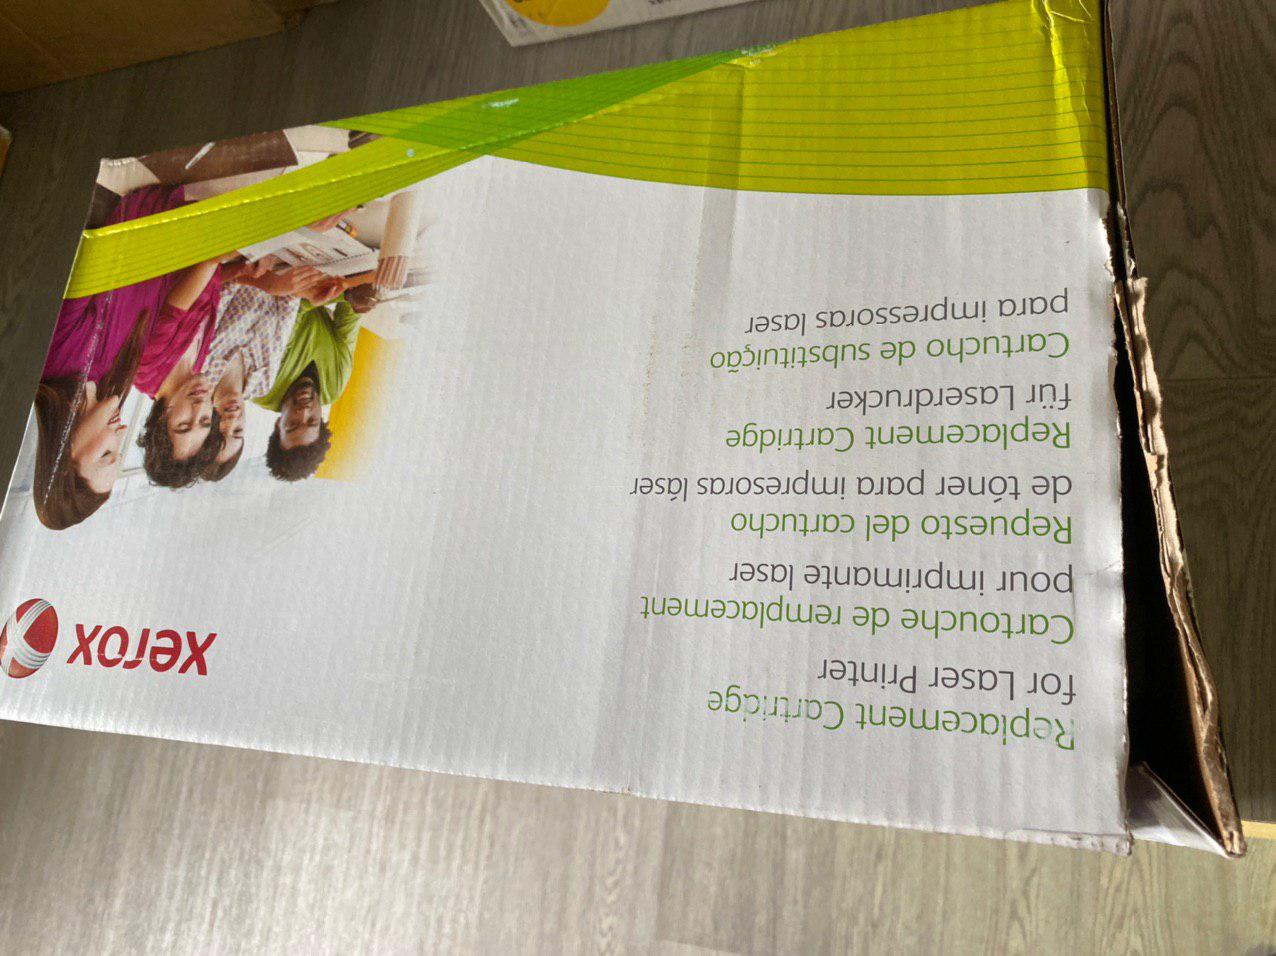 xerox
Replacement Cartridge
for Laser Printer
Cartouche de remplacement
pour imprimante laser
Repuesto del cartucho
de tóner para impresoras láser
Replacement Cartridge
für Laserdrucker
Cartucho de substituição
para impressoras laser